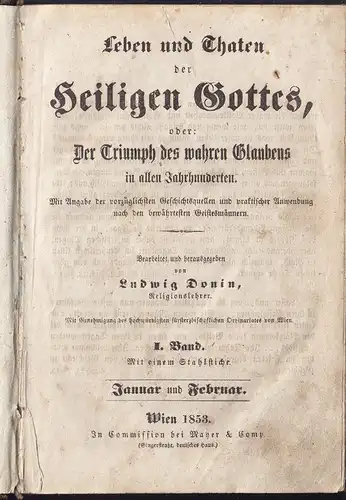 Leben und Thaten
der
Heiligen Gottes,
oder:
Der Triumph des wahren Glaubens
in allen Jahrhunderten.
Mit Angabe der vorzüglichsten Geschichtsquellen und praktischer Anwendung
nach den bewährtesten Geistesmännern.
Bearbeitet und herausgegeben
von
Ludwig Donin,
Religionslehrer.
Mit Genehmigung des hochwürdigsten fürsterzbischöflichen Ordinariates von Wien.
I. Band.
Mit einem Stahlstiche.
Januar und Februar.
Wien 1853.
In Commission bei Mayer & Comp.
(Singerstraße, deutsches Haus.)